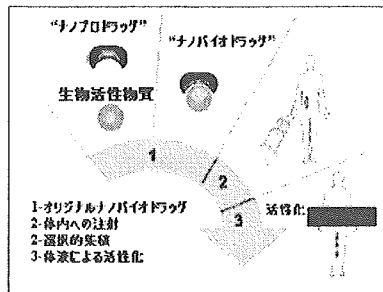 “ナノプロドラッグ”
“ナノバイオドラッグ”
生物活性物質
1
2
3
活性化
1-オリジナルナノバイオドラッグ
2-体内への注射
2-選択的集積
3-体液による活性化